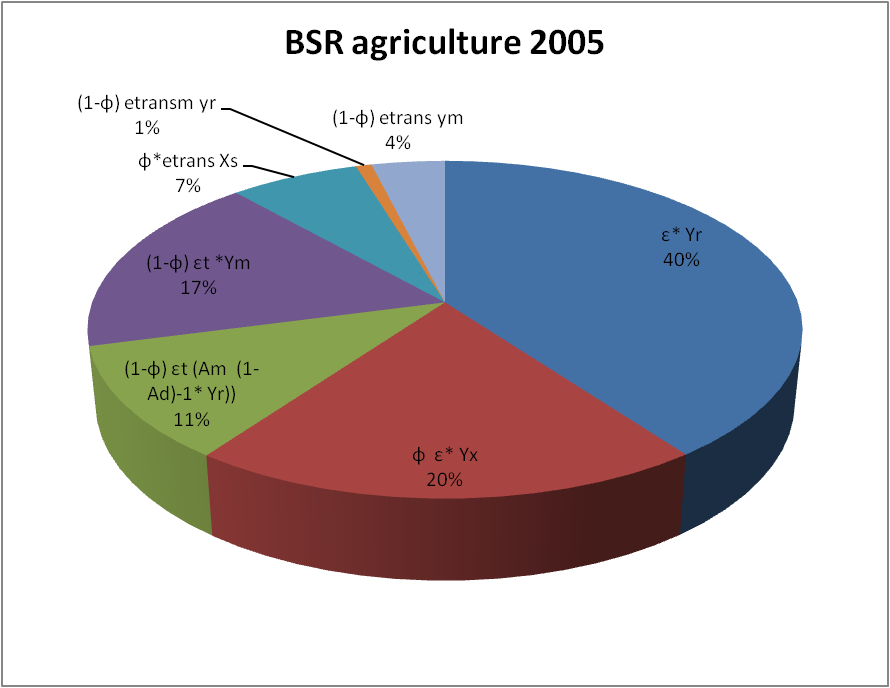 BSR agriculture 2005
(1-φ) etransm yr
1%
(1-φ) etrans ym
4%
φ*etrans Xs
7%
ε* Yr
40%
(1-φ) εt *Ym
17%
(1-φ) εt (Am (1-
Ad)-1* Yr))
11%
φ ε* Yx
20%